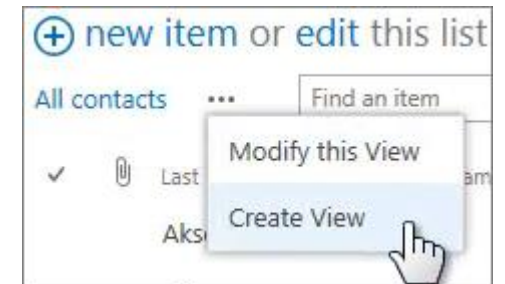 new item or edit this list
All contacts ... Find an item
Modify this View
Last
Create View